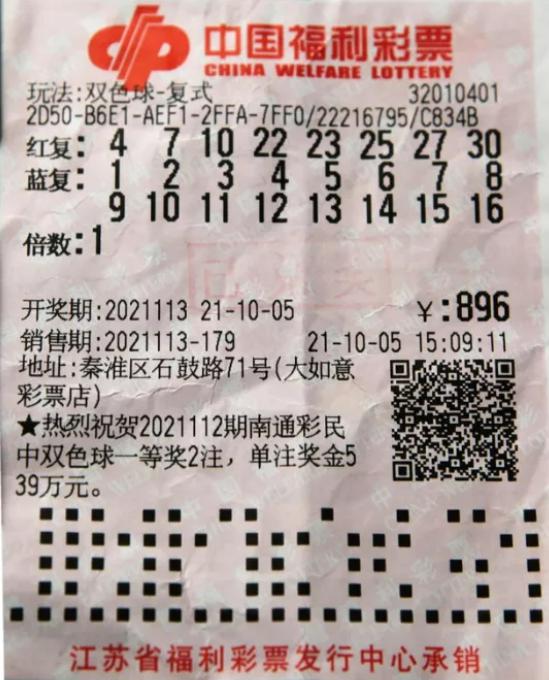 中国福利彩票
CHINA WELFARE LOTTERY
玩法:双色球-复式 32010401
2D50-B6E1-AEF1-2FFA-7FF0/22216795/C834B
红复: 4 7 10 22 23 25 27 30
蓝复: 1 2 3 4 5 6 7 8
9 10 11 12 13 14 15 16
倍数:1
开奖期:2021113 21-10-05 ¥:896
销售期:2021113-179 21-10-05 15:09:11
地址:秦淮区石鼓路71号(大如意
彩票店)
★热烈祝贺2021112期南通彩民
中双色球一等奖2注，单注奖金5
39万元。
江苏省福利彩票发行中心承销